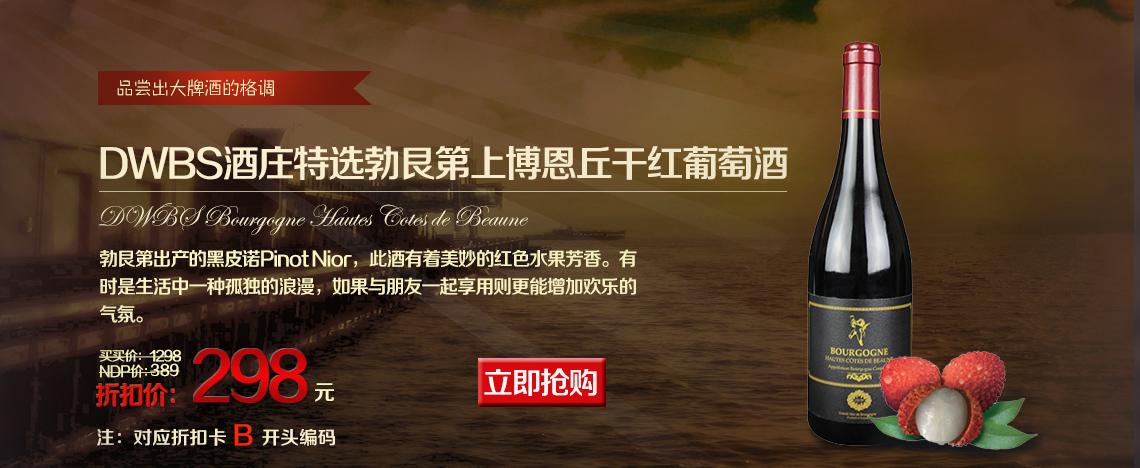 品尝出大牌酒的格调
DWBS酒庄特选勃艮第上博恩丘干红葡萄酒
DWBS Bourgogne Hautes Cotes de Beaune
勃艮第出产的黑皮诺Pinot Nior，此酒有着美妙的红色水果芳香。有
时是生活中一种孤独的浪漫，如果与朋友一起享用则更能增加欢乐的
气氛。
买买价：1298
NDP价：389
折扣价：298元
立即抢购
注：对应折扣卡 B 开头编码
BOURGOGNE
HAUTES CÔTES DE BEAUNE